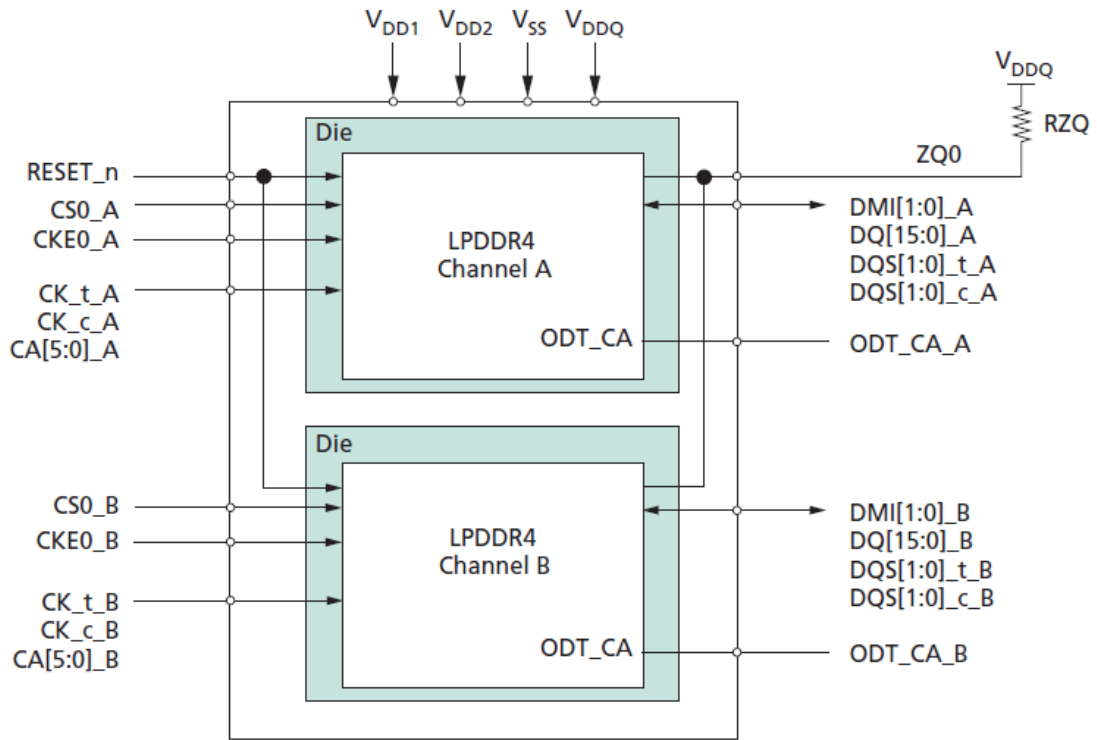 VDD1 VDD2 VSS VDDQ
VDDQ
RZQ
Die
ZQ0
RESET_n
CS0_A
CKE0_A
CK_t_A
CK_c_A
CA[5:0]_A
LPDDR4
Channel A
ODT_CA
DMI[1:0]_A
DQ[15:0]_A
DQS[1:0]_t_A
DQS[1:0]_c_A
ODT_CA_A
Die
CS0_B
CKE0_B
CK_t_B
CK_c_B
CA[5:0]_B
LPDDR4
Channel B
ODT_CA
DMI[1:0]_B
DQ[15:0]_B
DQS[1:0]_t_B
DQS[1:0]_c_B
ODT_CA_B